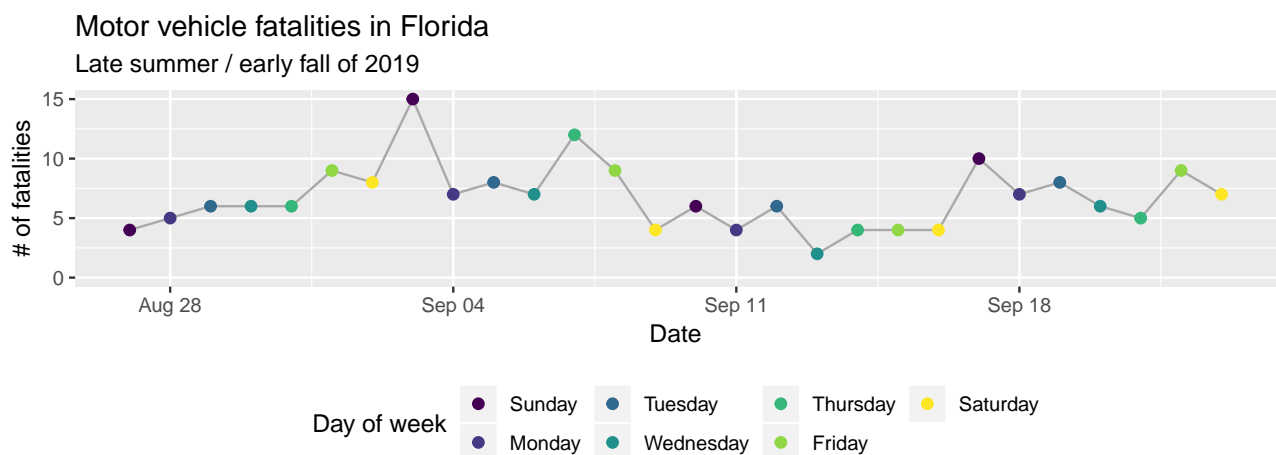 Motor vehicle fatalities in Florida
Late summer / early fall of 2019
# of fatalities
15
10
5
0
Aug 28 Sep 04 Sep 11 Sep 18
Date
Day of week
Sunday Tuesday Thursday Saturday
Monday Wednesday Friday